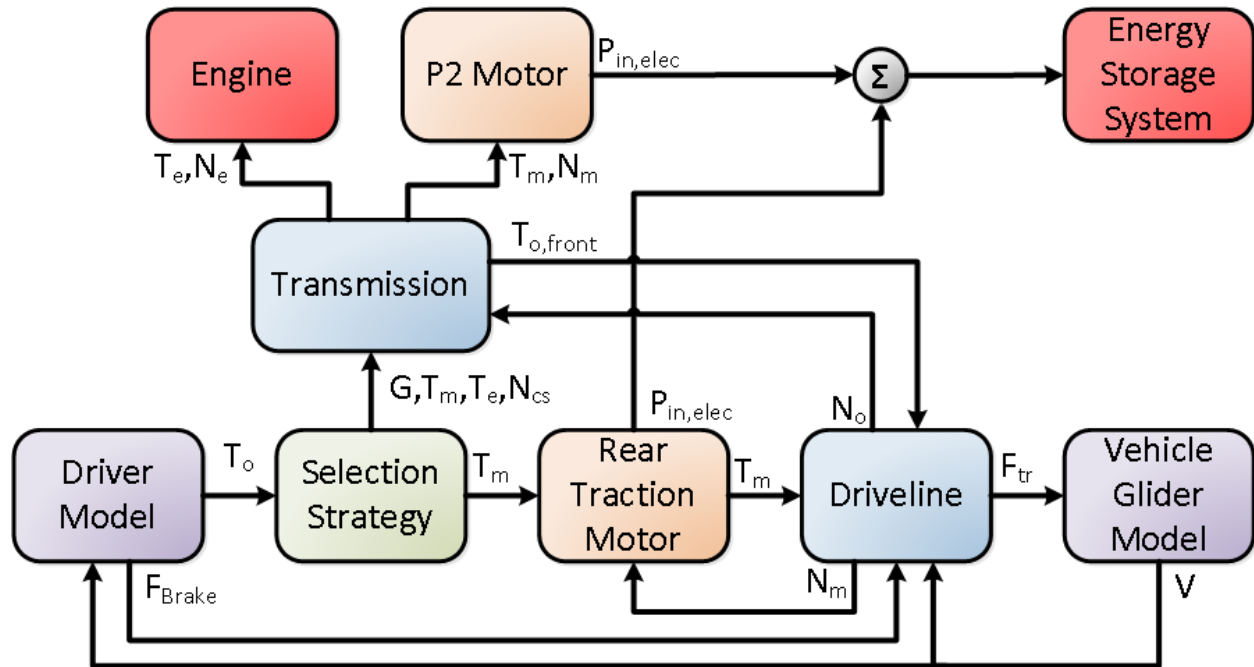 Engine
P2 Motor
P_in,elec
Σ
Energy
Storage
System
T_e,N_e
T_m,N_m
T_o,front
Transmission
G,T_m,T_e,N_cs
P_in,elec
N_o
Driver
Model
T_o
Selection
Strategy
T_m
Rear
Traction
Motor
T_m
Driveline
F_tr
Vehicle
Glider
Model
F_Brake
N_m
V